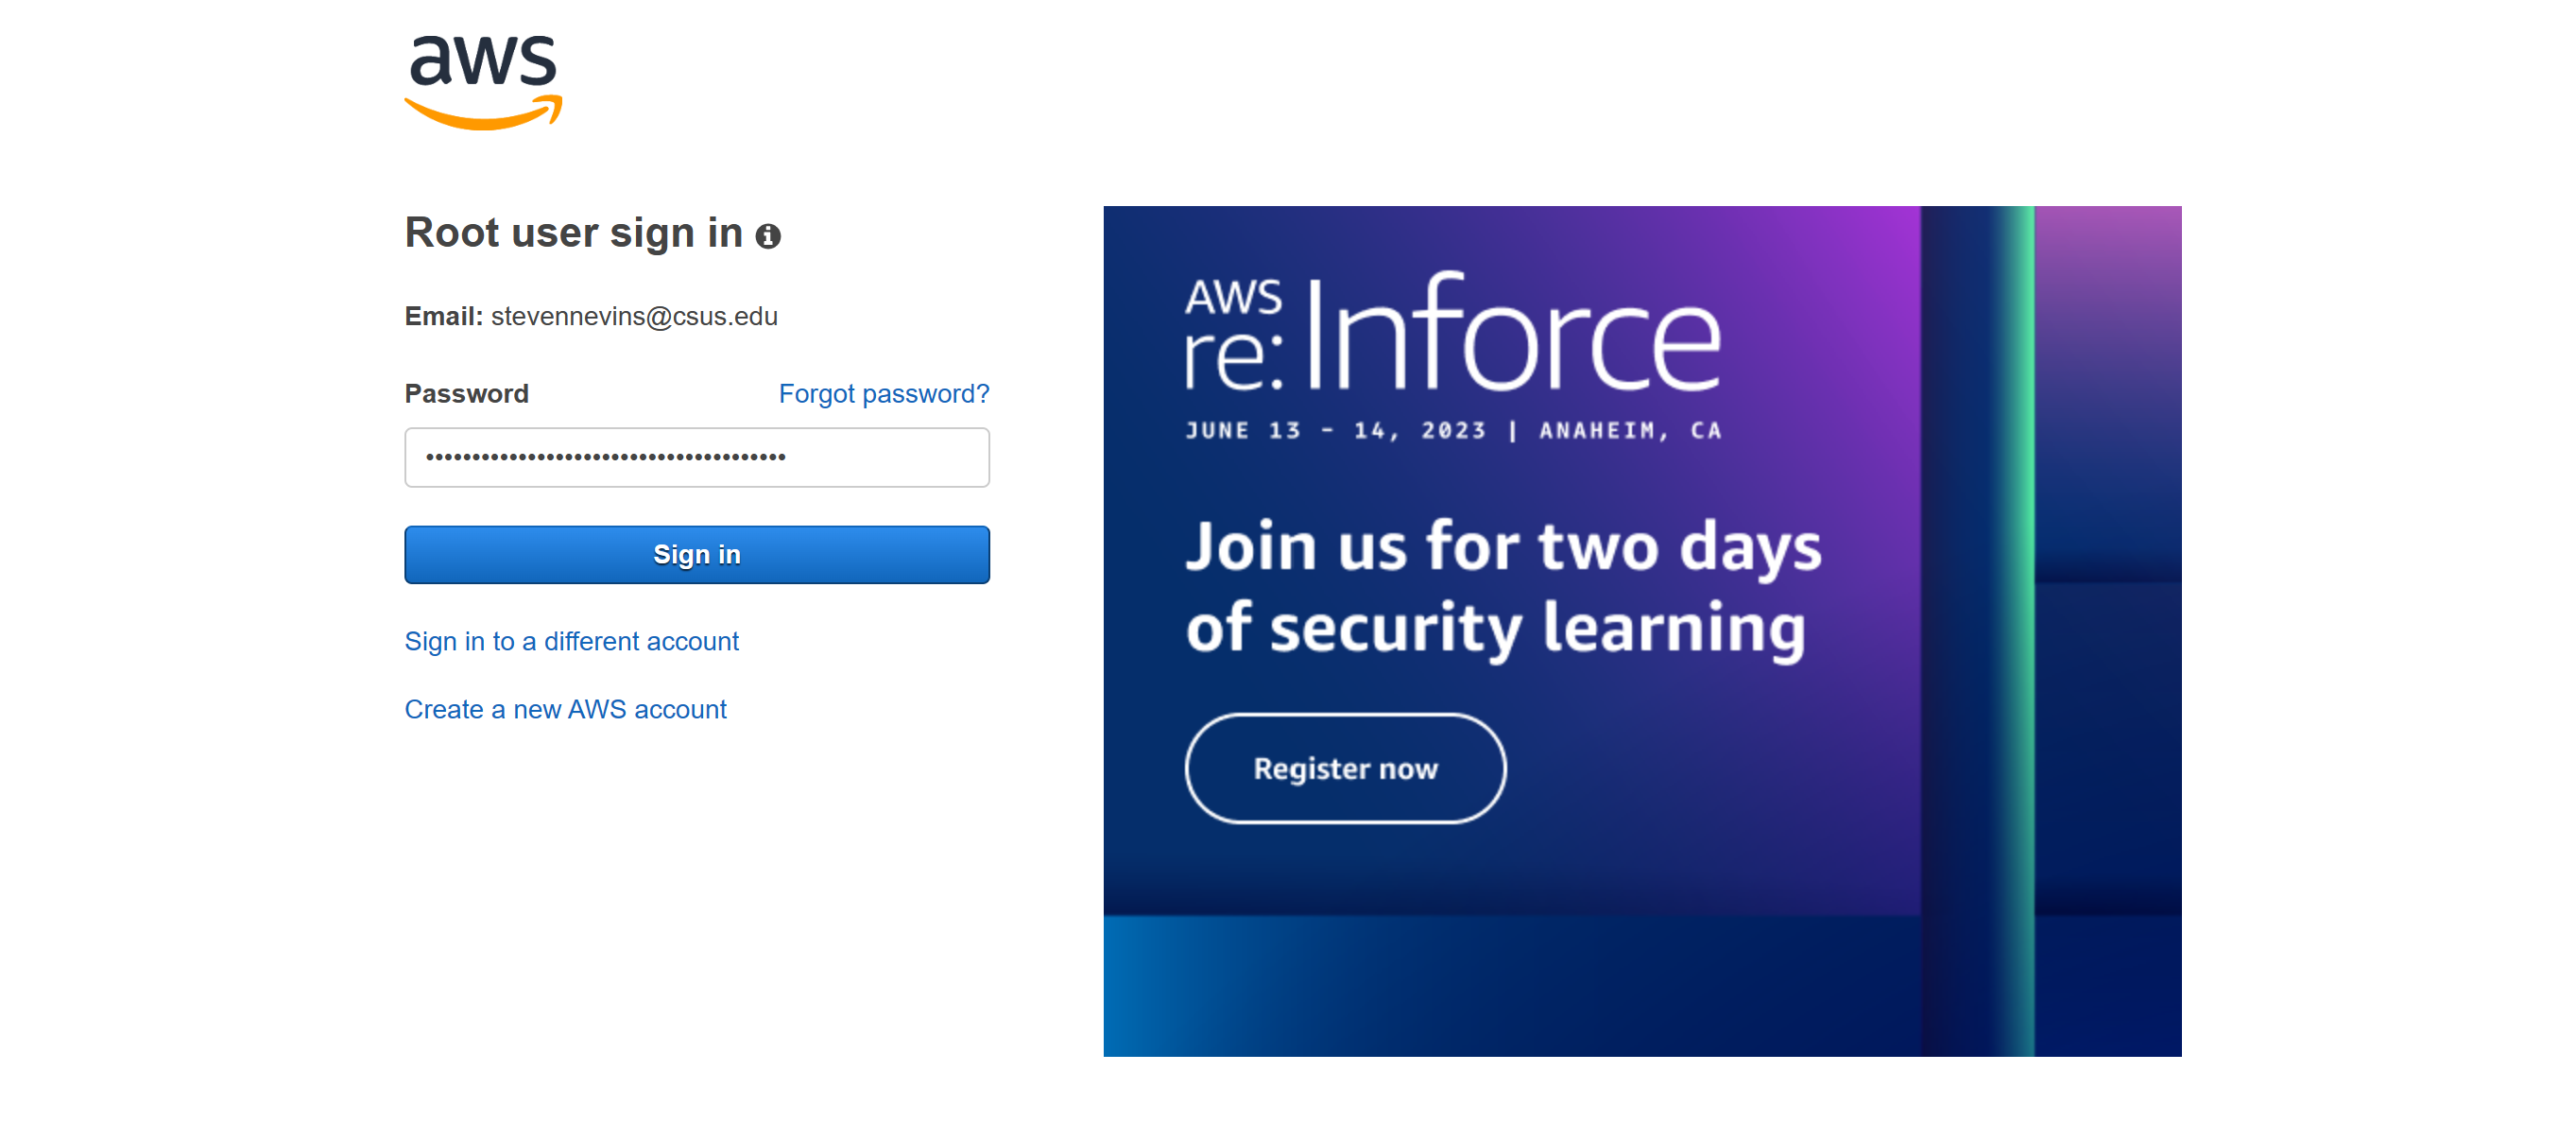 aws
Root user sign in
Email: stevennevins@csus.edu
Password
Forgot password?
•••••••••••••••••••••••••••••••••••••••
Sign in
Sign in to a different account
Create a new AWS account
AWS
re:Inforce
JUNE 13 – 14, 2023 | ANAHEIM, CA
Join us for two days
of security learning
Register now